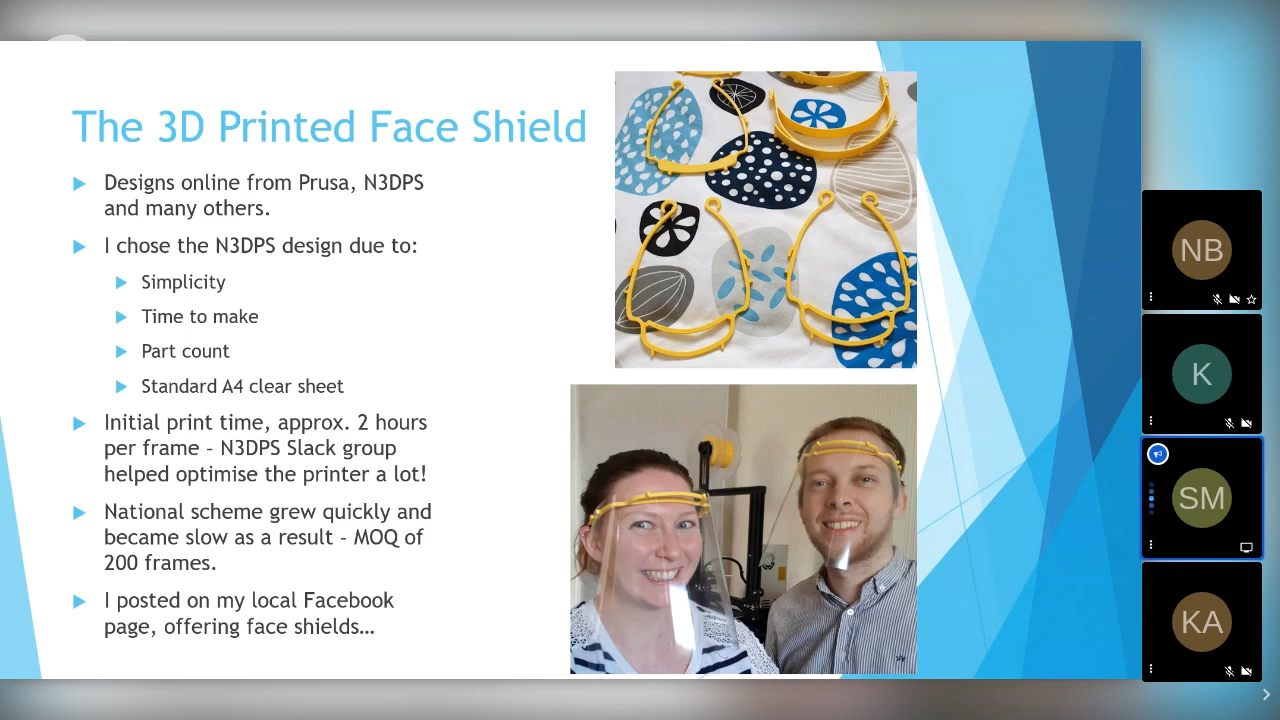 The 3D Printed Face Shield
Designs online from Prusa, N3DPS
and many others.
I chose the N3DPS design due to:
Simplicity
Time to make
Part count
Standard A4 clear sheet
Initial print time, approx. 2 hours
per frame – N3DPS Slack group
helped optimise the printer a lot!
National scheme grew quickly and
became slow as a result - MOQ of
200 frames.
I posted on my local Facebook
page, offering face shields…
NB
K
SM
KA